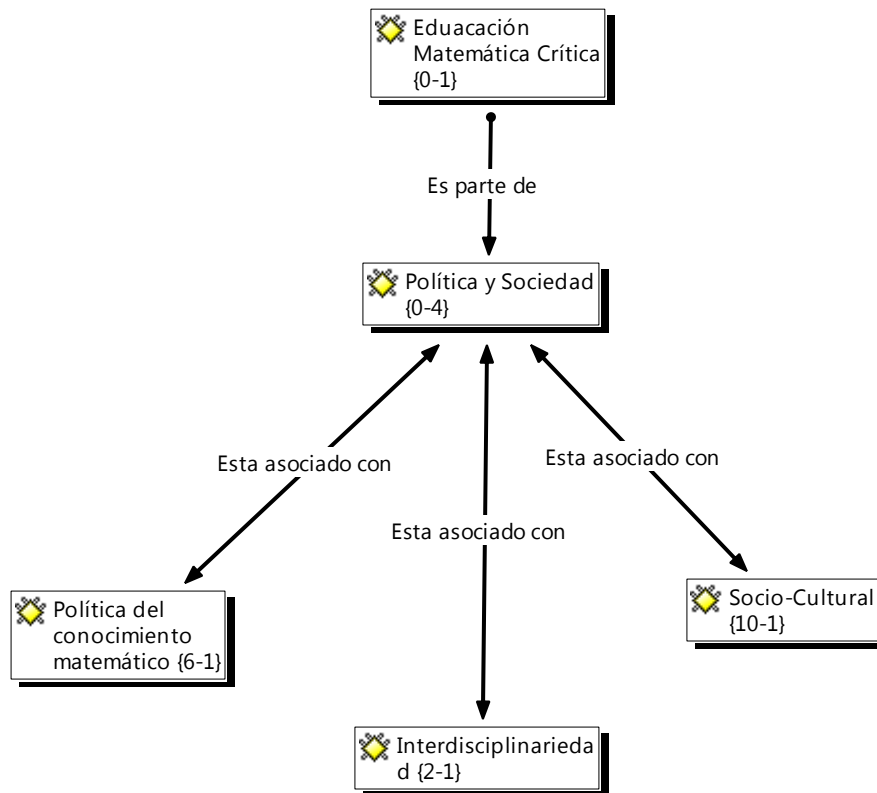 Eduacación
Matemática Crítica
{0-1}
Es parte de
Política y Sociedad
{0-4}
Esta asociado con
Esta asociado con
Esta asociado con
Política del
conocimiento
matemático {6-1}
Socio-Cultural
{10-1}
Interdisciplinarieda
d {2-1}